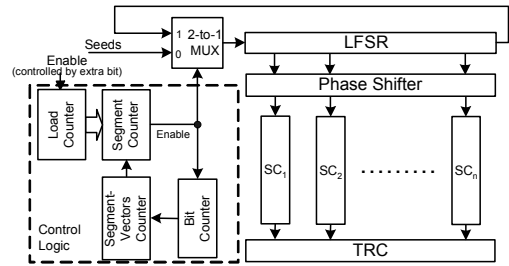 1 2-to-1
Seeds 0 MUX
LFSR
Enable
(controlled by extra bit)
Phase Shifter
Load
Counter
Segment
Counter
Enable
SC1
SC2
.........
SCn
Segment-
Vectors
Counter
Bit
Counter
Control
Logic
TRC